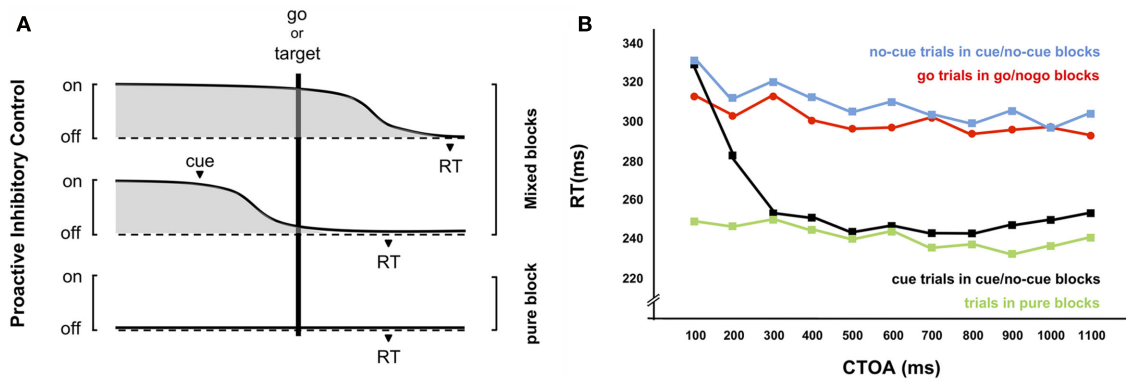 A
go
or
target
on
off
RT
cue
on
off
RT
on
off
RT
Proactive Inhibitory Control
Mixed blocks
pure block
B
340
320
300
280
260
240
220
RT(ms)
no-cue trials in cue/no-cue blocks
go trials in go/nogo blocks
cue trials in cue/no-cue blocks
trials in pure blocks
100 200 300 400 500 600 700 800 900 1000 1100
CTOA (ms)